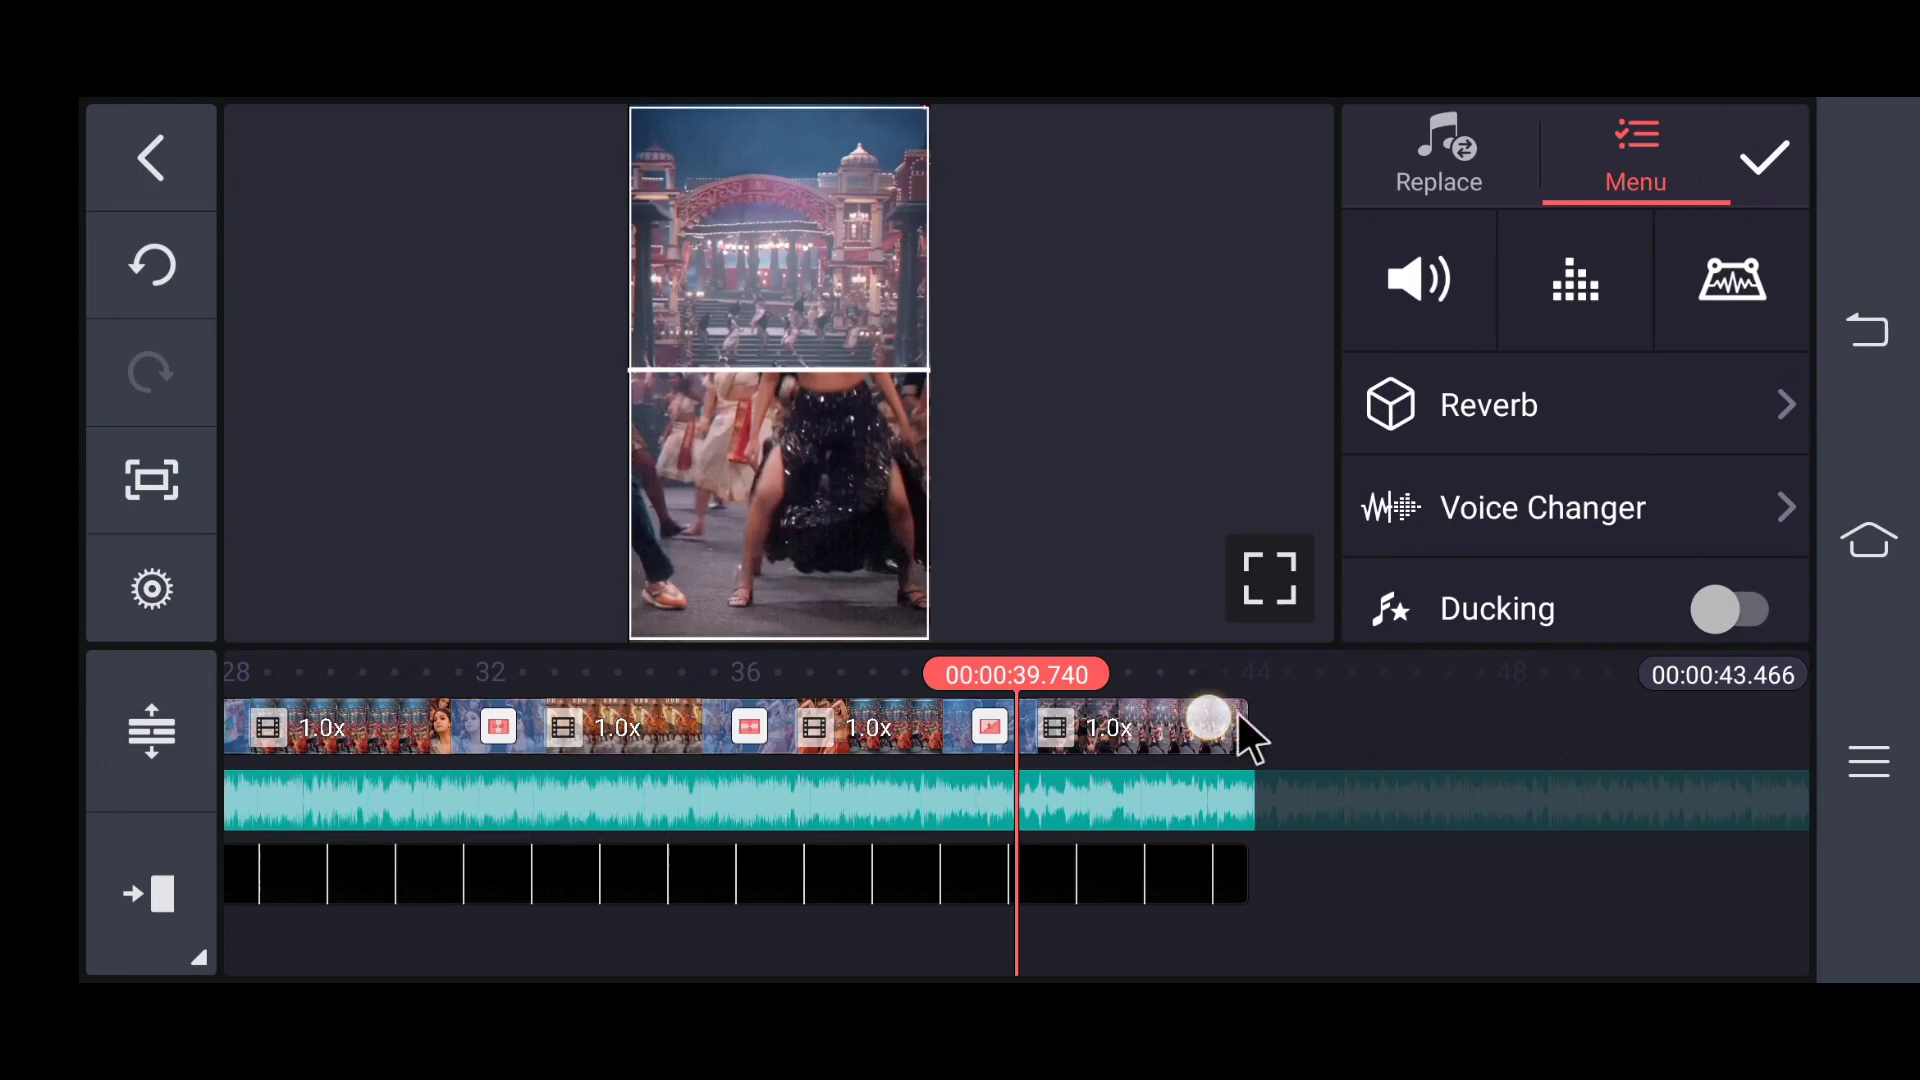 Replace
Menu
Reverb
Voice Changer
Ducking
28
32
36
00:00:39.740
44
48
00:00:43.466
1.0x
1.0x
1.0x
1.0x